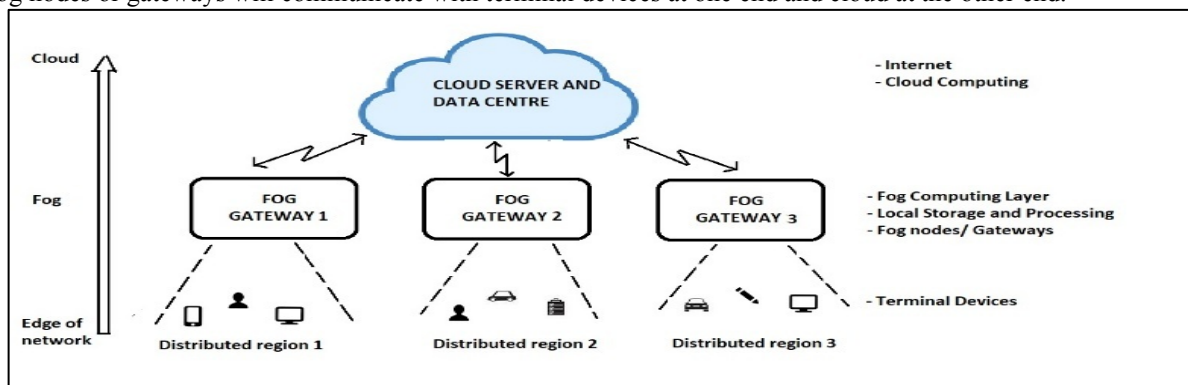 fog nodes or gateways will communicate with terminal devices at one end and cloud at the other end.
Cloud
CLOUD SERVER AND
DATA CENTRE
- Internet
- Cloud Computing
Fog
FOG
GATEWAY 1
FOG
GATEWAY 2
FOG
GATEWAY 3
- Fog Computing Layer
- Local Storage and Processing
- Fog nodes/ Gateways
- Terminal Devices
Edge of
network
Distributed region 1
Distributed region 2
Distributed region 3